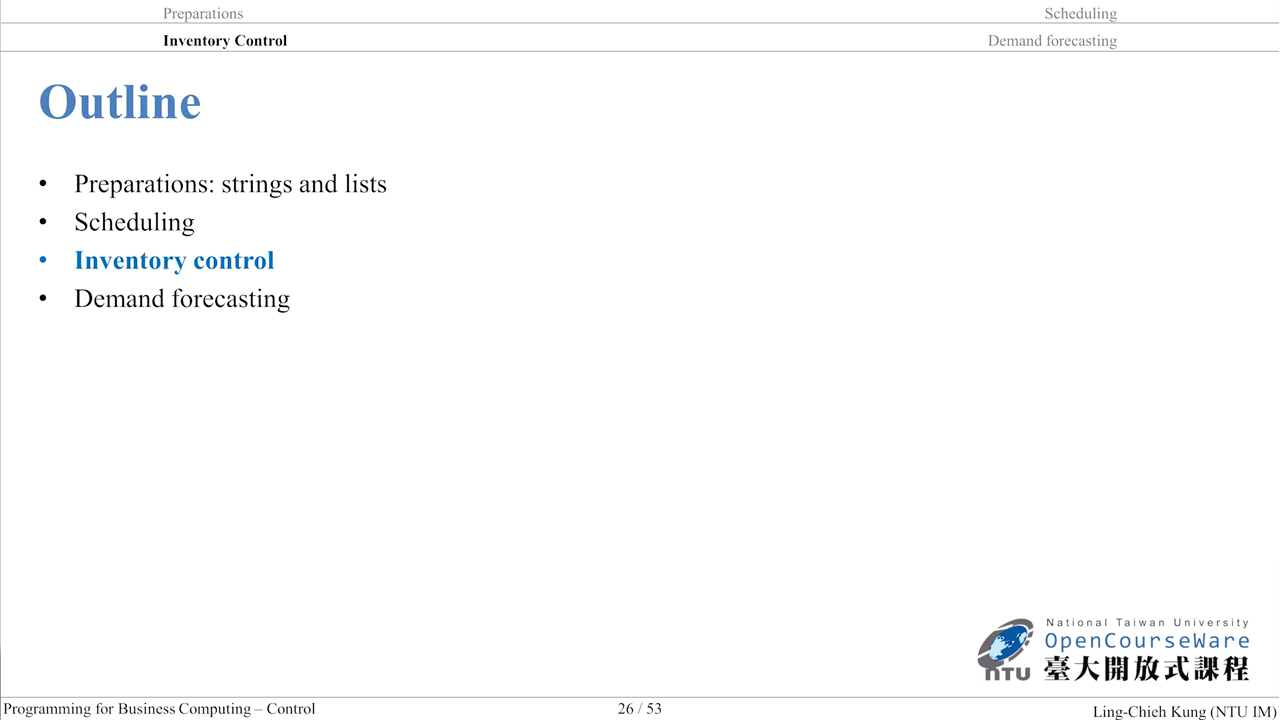 Preparations
Scheduling
Inventory Control
Demand forecasting
Outline
• Preparations: strings and lists
• Scheduling
• Inventory control
• Demand forecasting
National Taiwan University
OpenCourseWare
臺大開放式課程
NTU
Programming for Business Computing – Control
26 / 53
Ling-Chieh Kung (NTU IM)